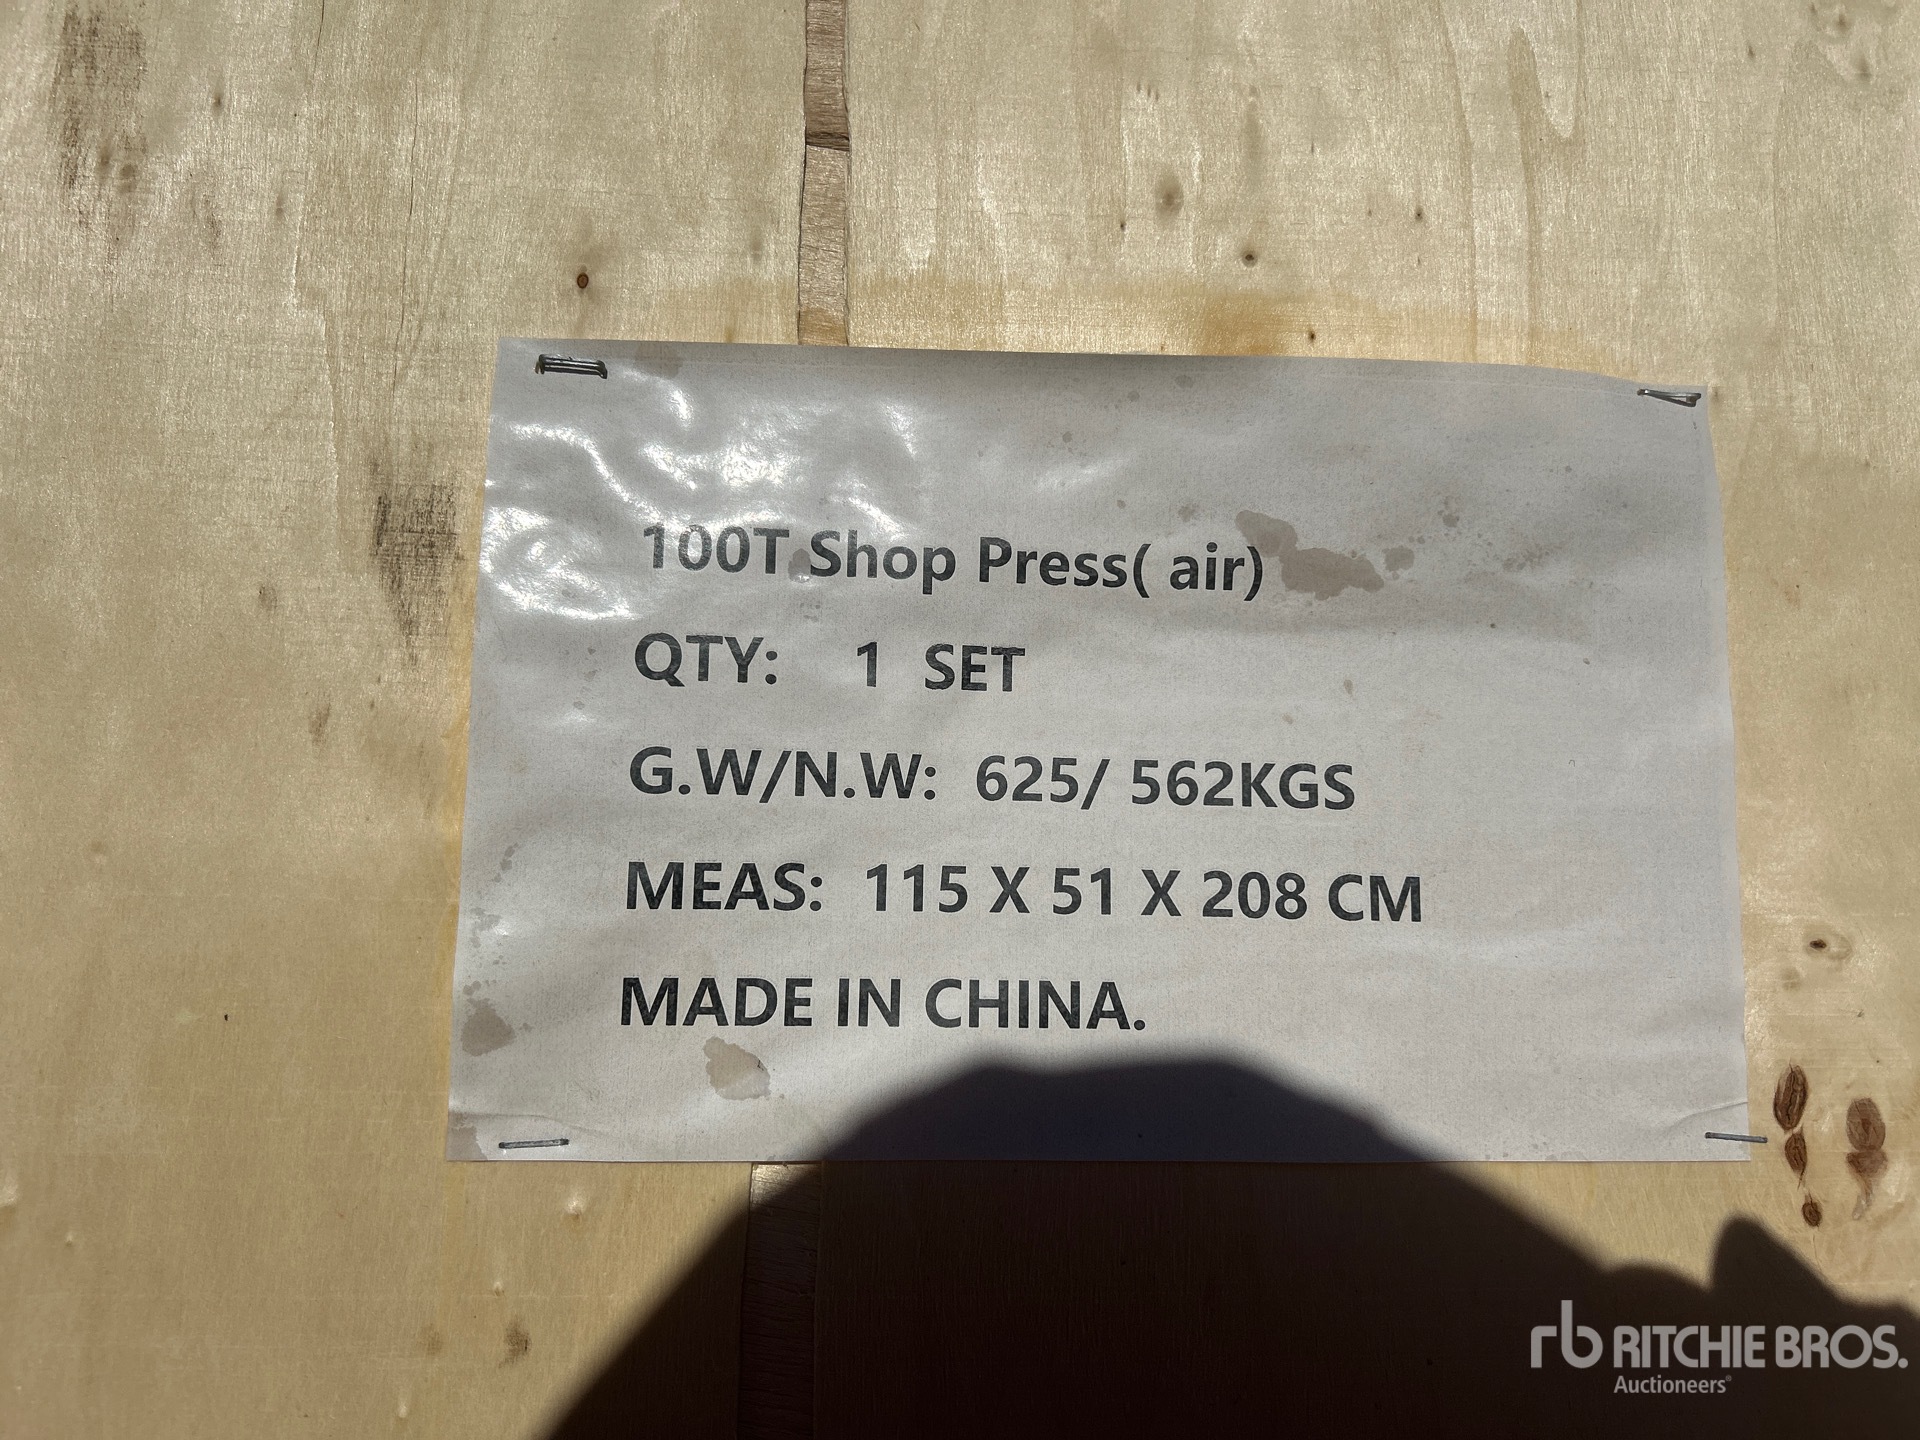 100T Shop Press( air)
QTY: 1 SET
G.W/N.W: 625/ 562KGS
MEAS: 115 X 51 X 208 CM
MADE IN CHINA.
rb RITCHIE BROS.
Auctioneers®